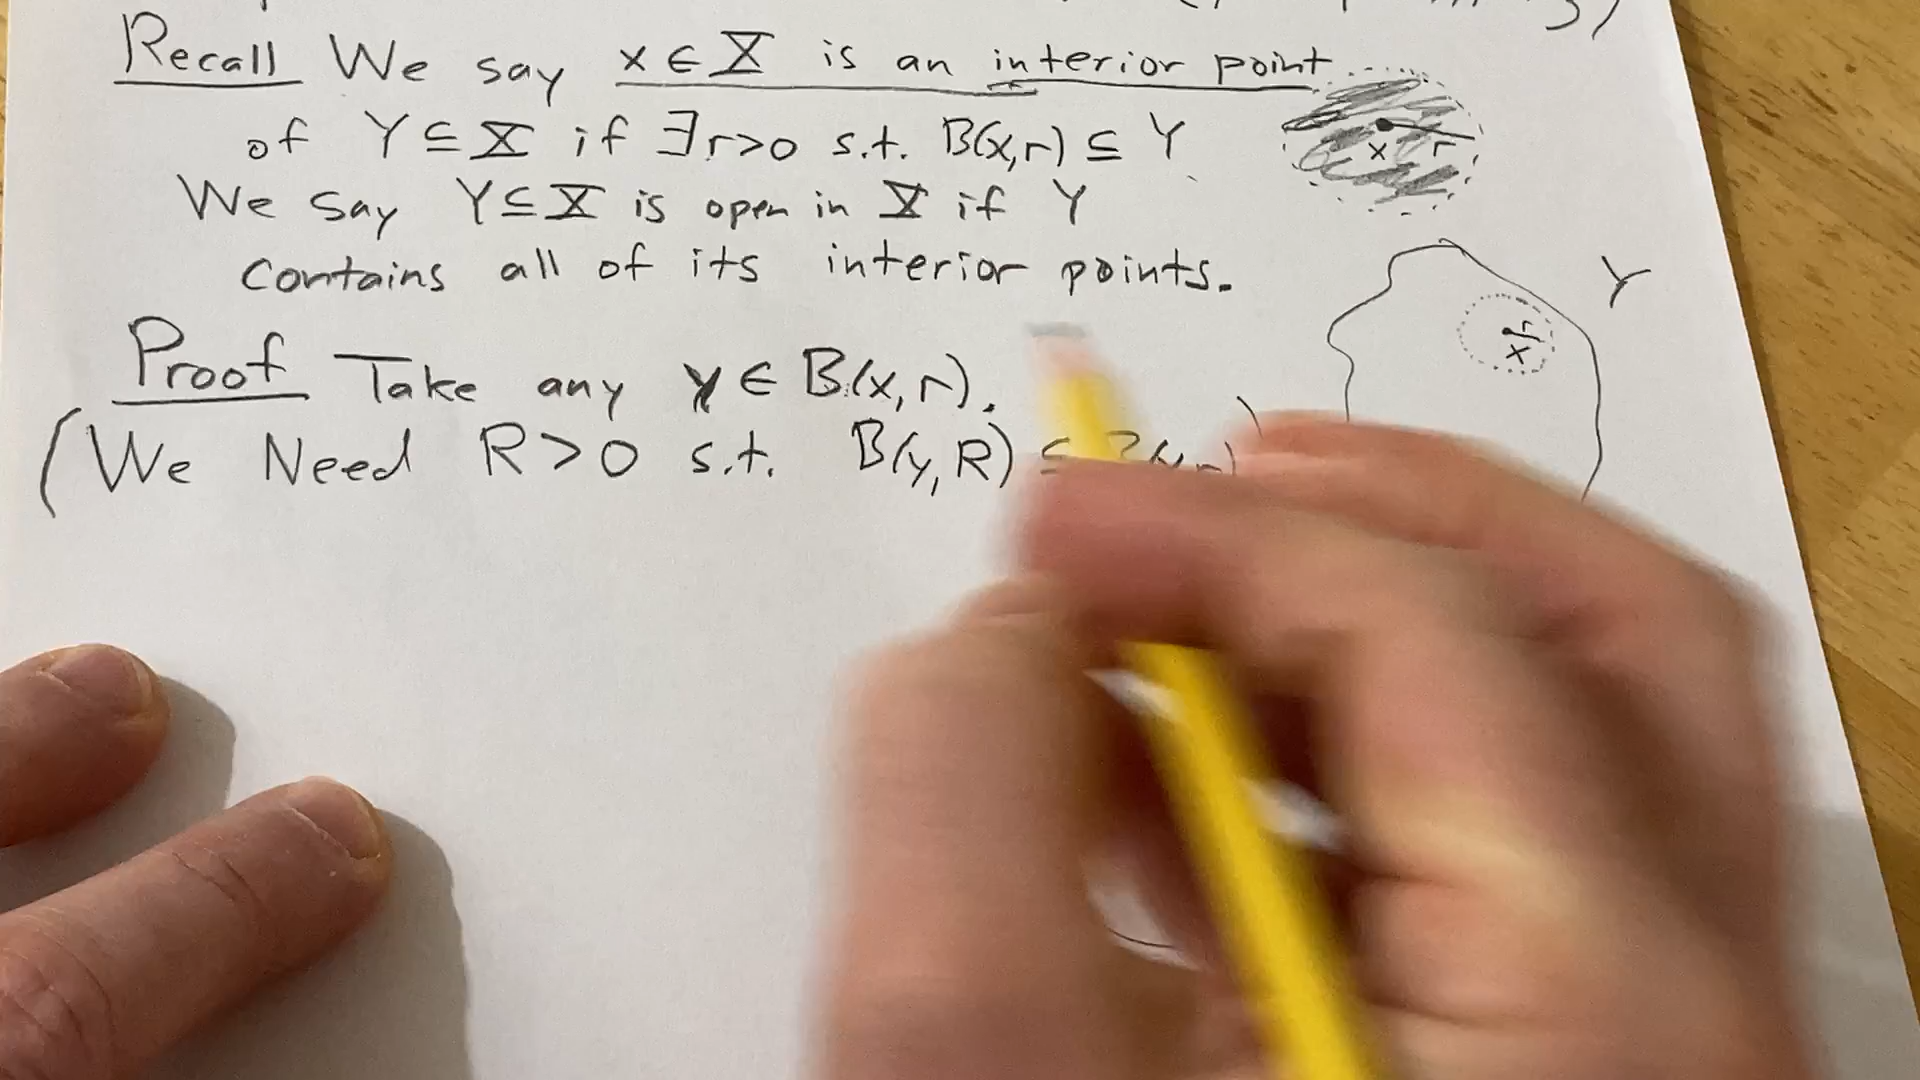 Recall We say x ∈ X is an interior point
of Y ⊆ X if ∃r>0 s.t. B(x,r) ⊆ Y
We say Y ⊆ X is open in X if Y
contains all of its interior points.
Proof Take any y ∈ B(x,r).
(We Need R>0 s.t. B(y,R) ⊆
x r
Y
r
x